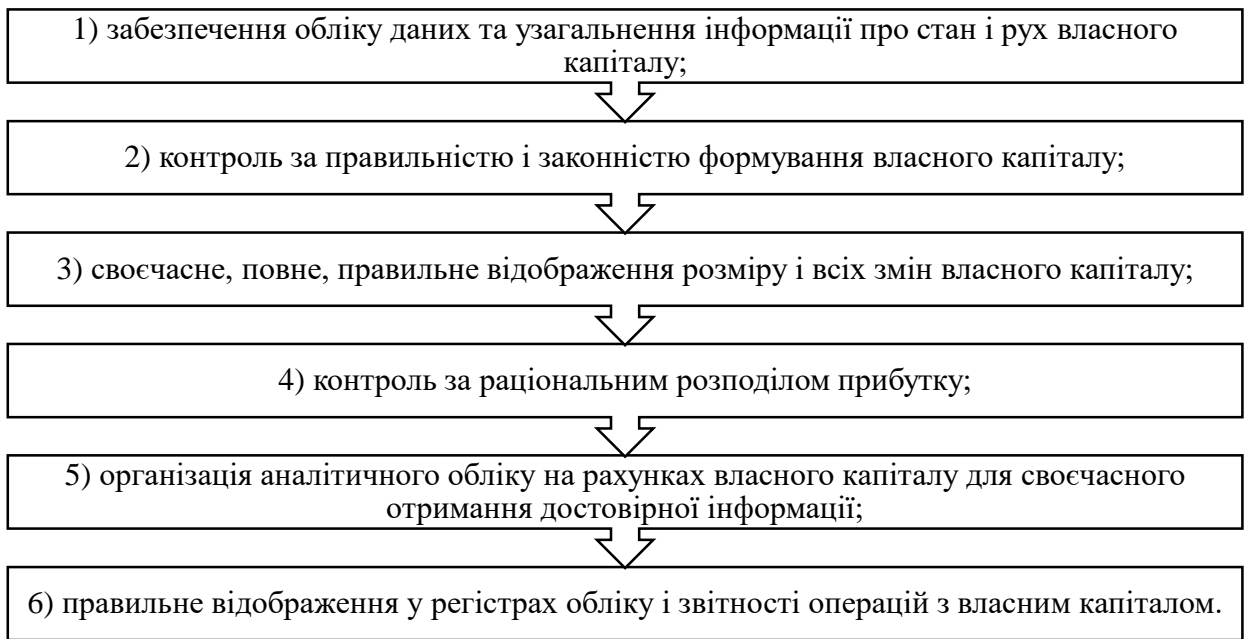 1) забезпечення обліку даних та узагальнення інформації про стан і рух власного
капіталу;
2) контроль за правильністю і законністю формування власного капіталу;
3) своєчасне, повне, правильне відображення розміру і всіх змін власного капіталу;
4) контроль за раціональним розподілом прибутку;
5) організація аналітичного обліку на рахунках власного капіталу для своєчасного
отримання достовірної інформації;
6) правильне відображення у регістрах обліку і звітності операцій з власним капіталом.